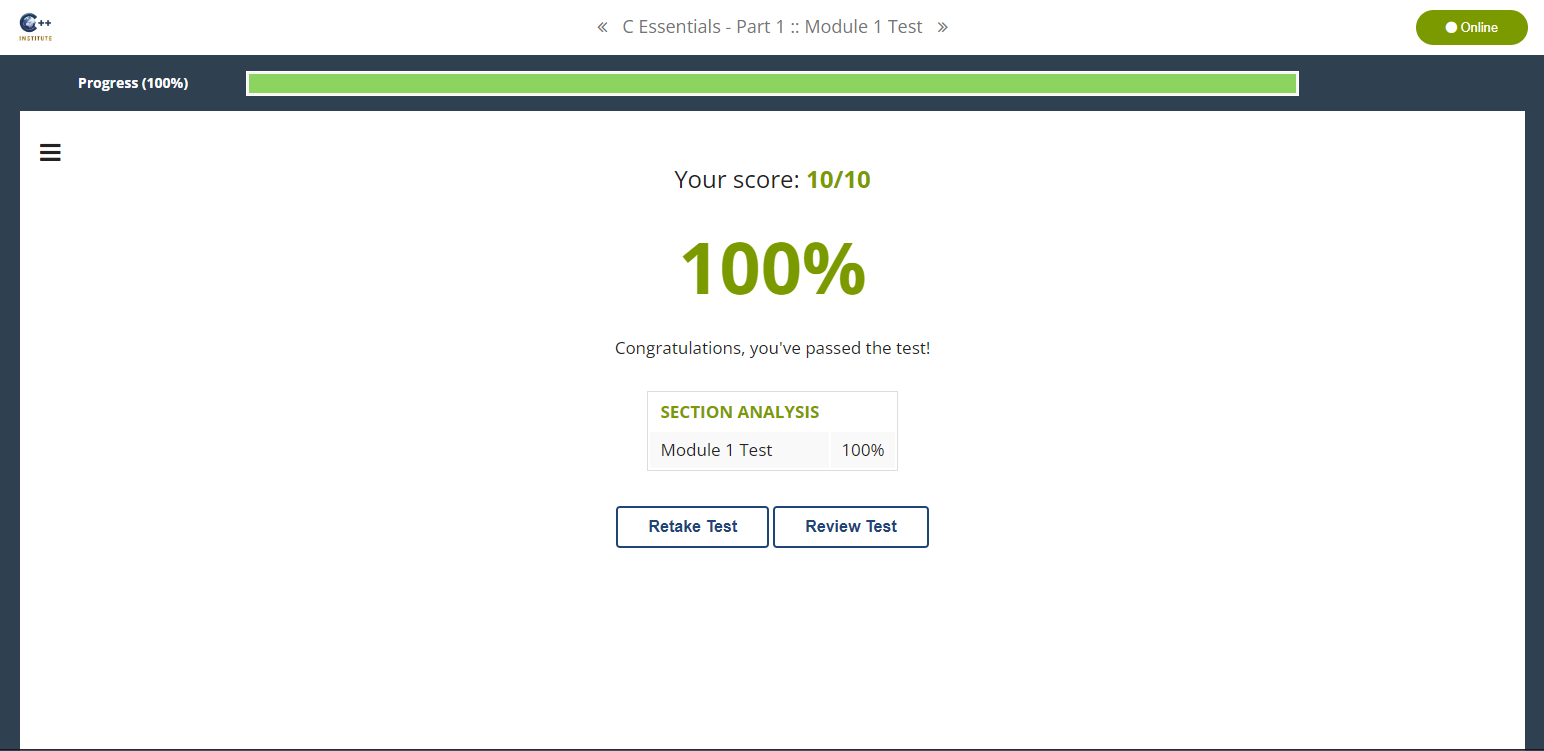 C++
INSTITUTE
« C Essentials - Part 1 :: Module 1 Test »
Online
Progress (100%)
Your score: 10/10
100%
Congratulations, you've passed the test!
SECTION ANALYSIS
Module 1 Test 100%
Retake Test Review Test